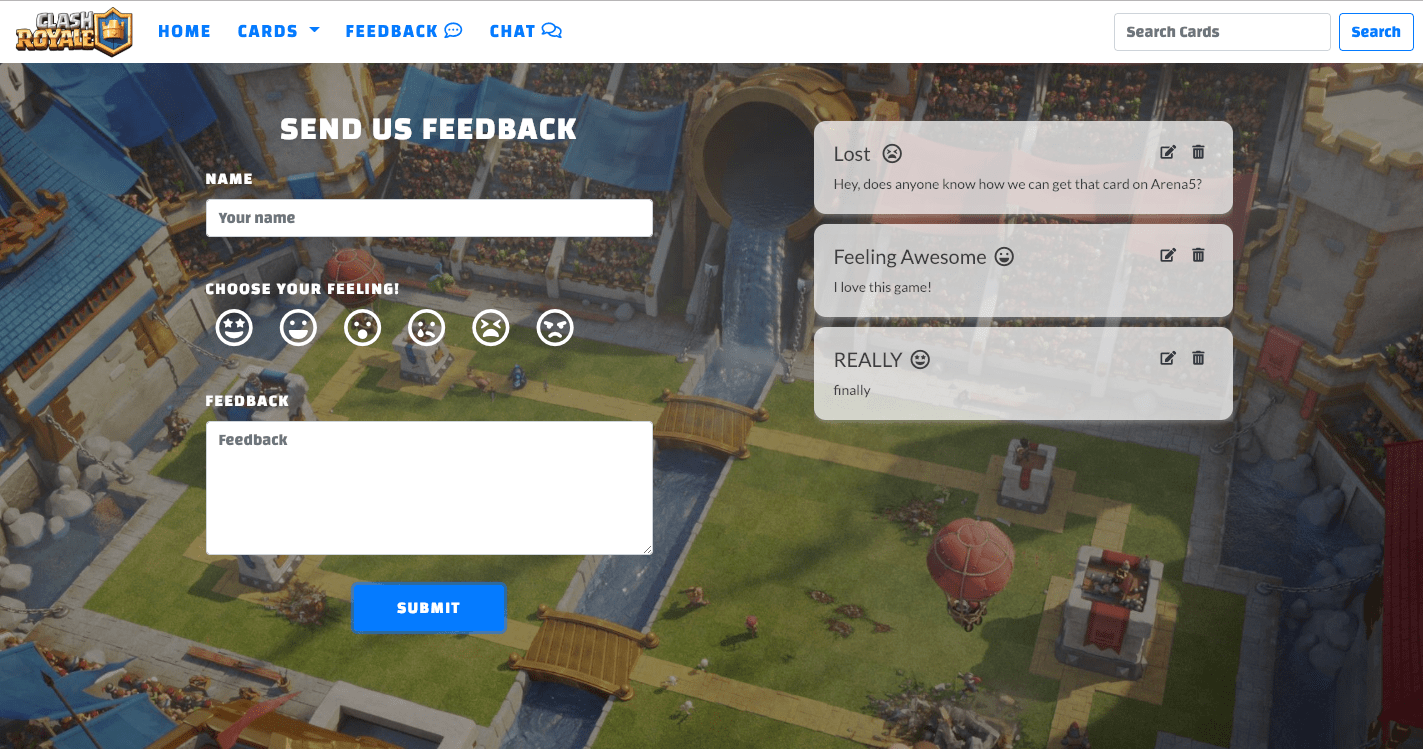 CLASH
ROYALE
HOME CARDS FEEDBACK CHAT Search Cards Search
SEND US FEEDBACK
NAME
Your name
CHOOSE YOUR FEELING!
FEEDBACK
Feedback
SUBMIT
Lost
Hey, does anyone know how we can get that card on Arena5?
Feeling Awesome
I love this game!
REALLY
finally